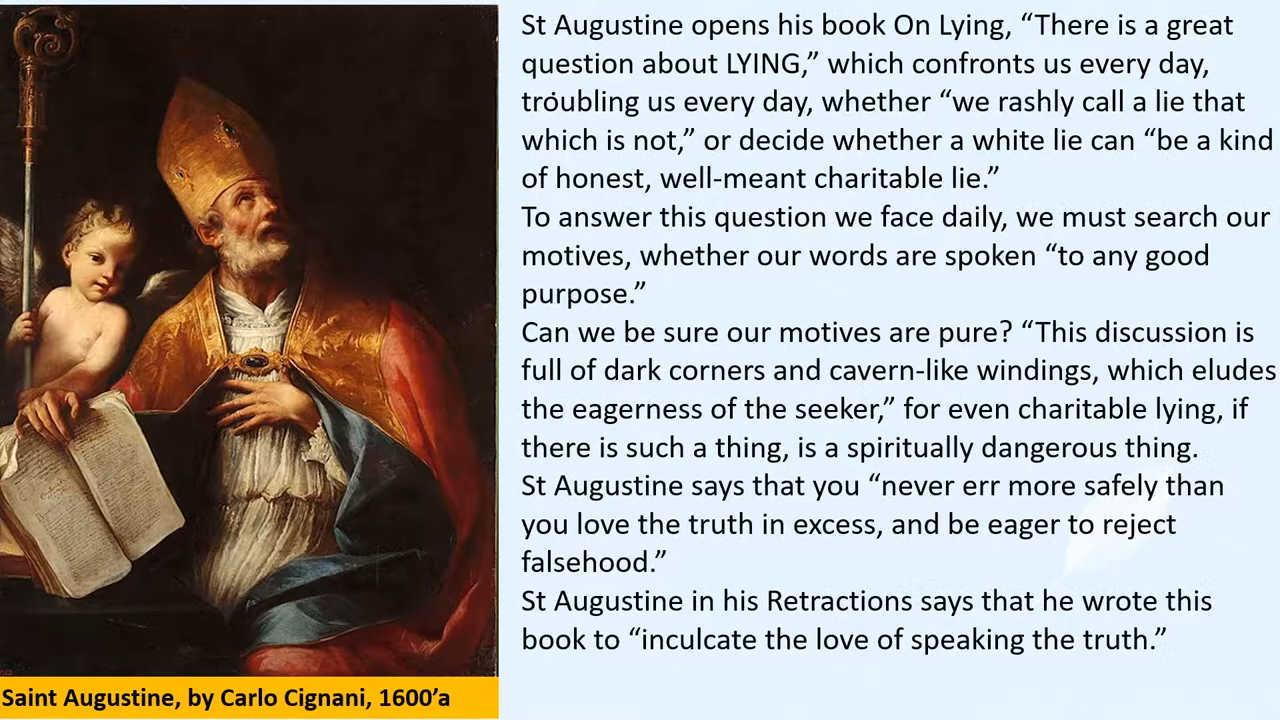 St Augustine opens his book On Lying, “There is a great
question about LYING,” which confronts us every day,
troubling us every day, whether “we rashly call a lie that
which is not,” or decide whether a white lie can “be a kind
of honest, well-meant charitable lie.”
To answer this question we face daily, we must search our
motives, whether our words are spoken “to any good
purpose.”
Can we be sure our motives are pure? “This discussion is
full of dark corners and cavern-like windings, which eludes
the eagerness of the seeker,” for even charitable lying, if
there is such a thing, is a spiritually dangerous thing.
St Augustine says that you “never err more safely than
you love the truth in excess, and be eager to reject
falsehood.”
St Augustine in his Retractions says that he wrote this
book to “inculcate the love of speaking the truth.”
Saint Augustine, by Carlo Cignani, 1600’a